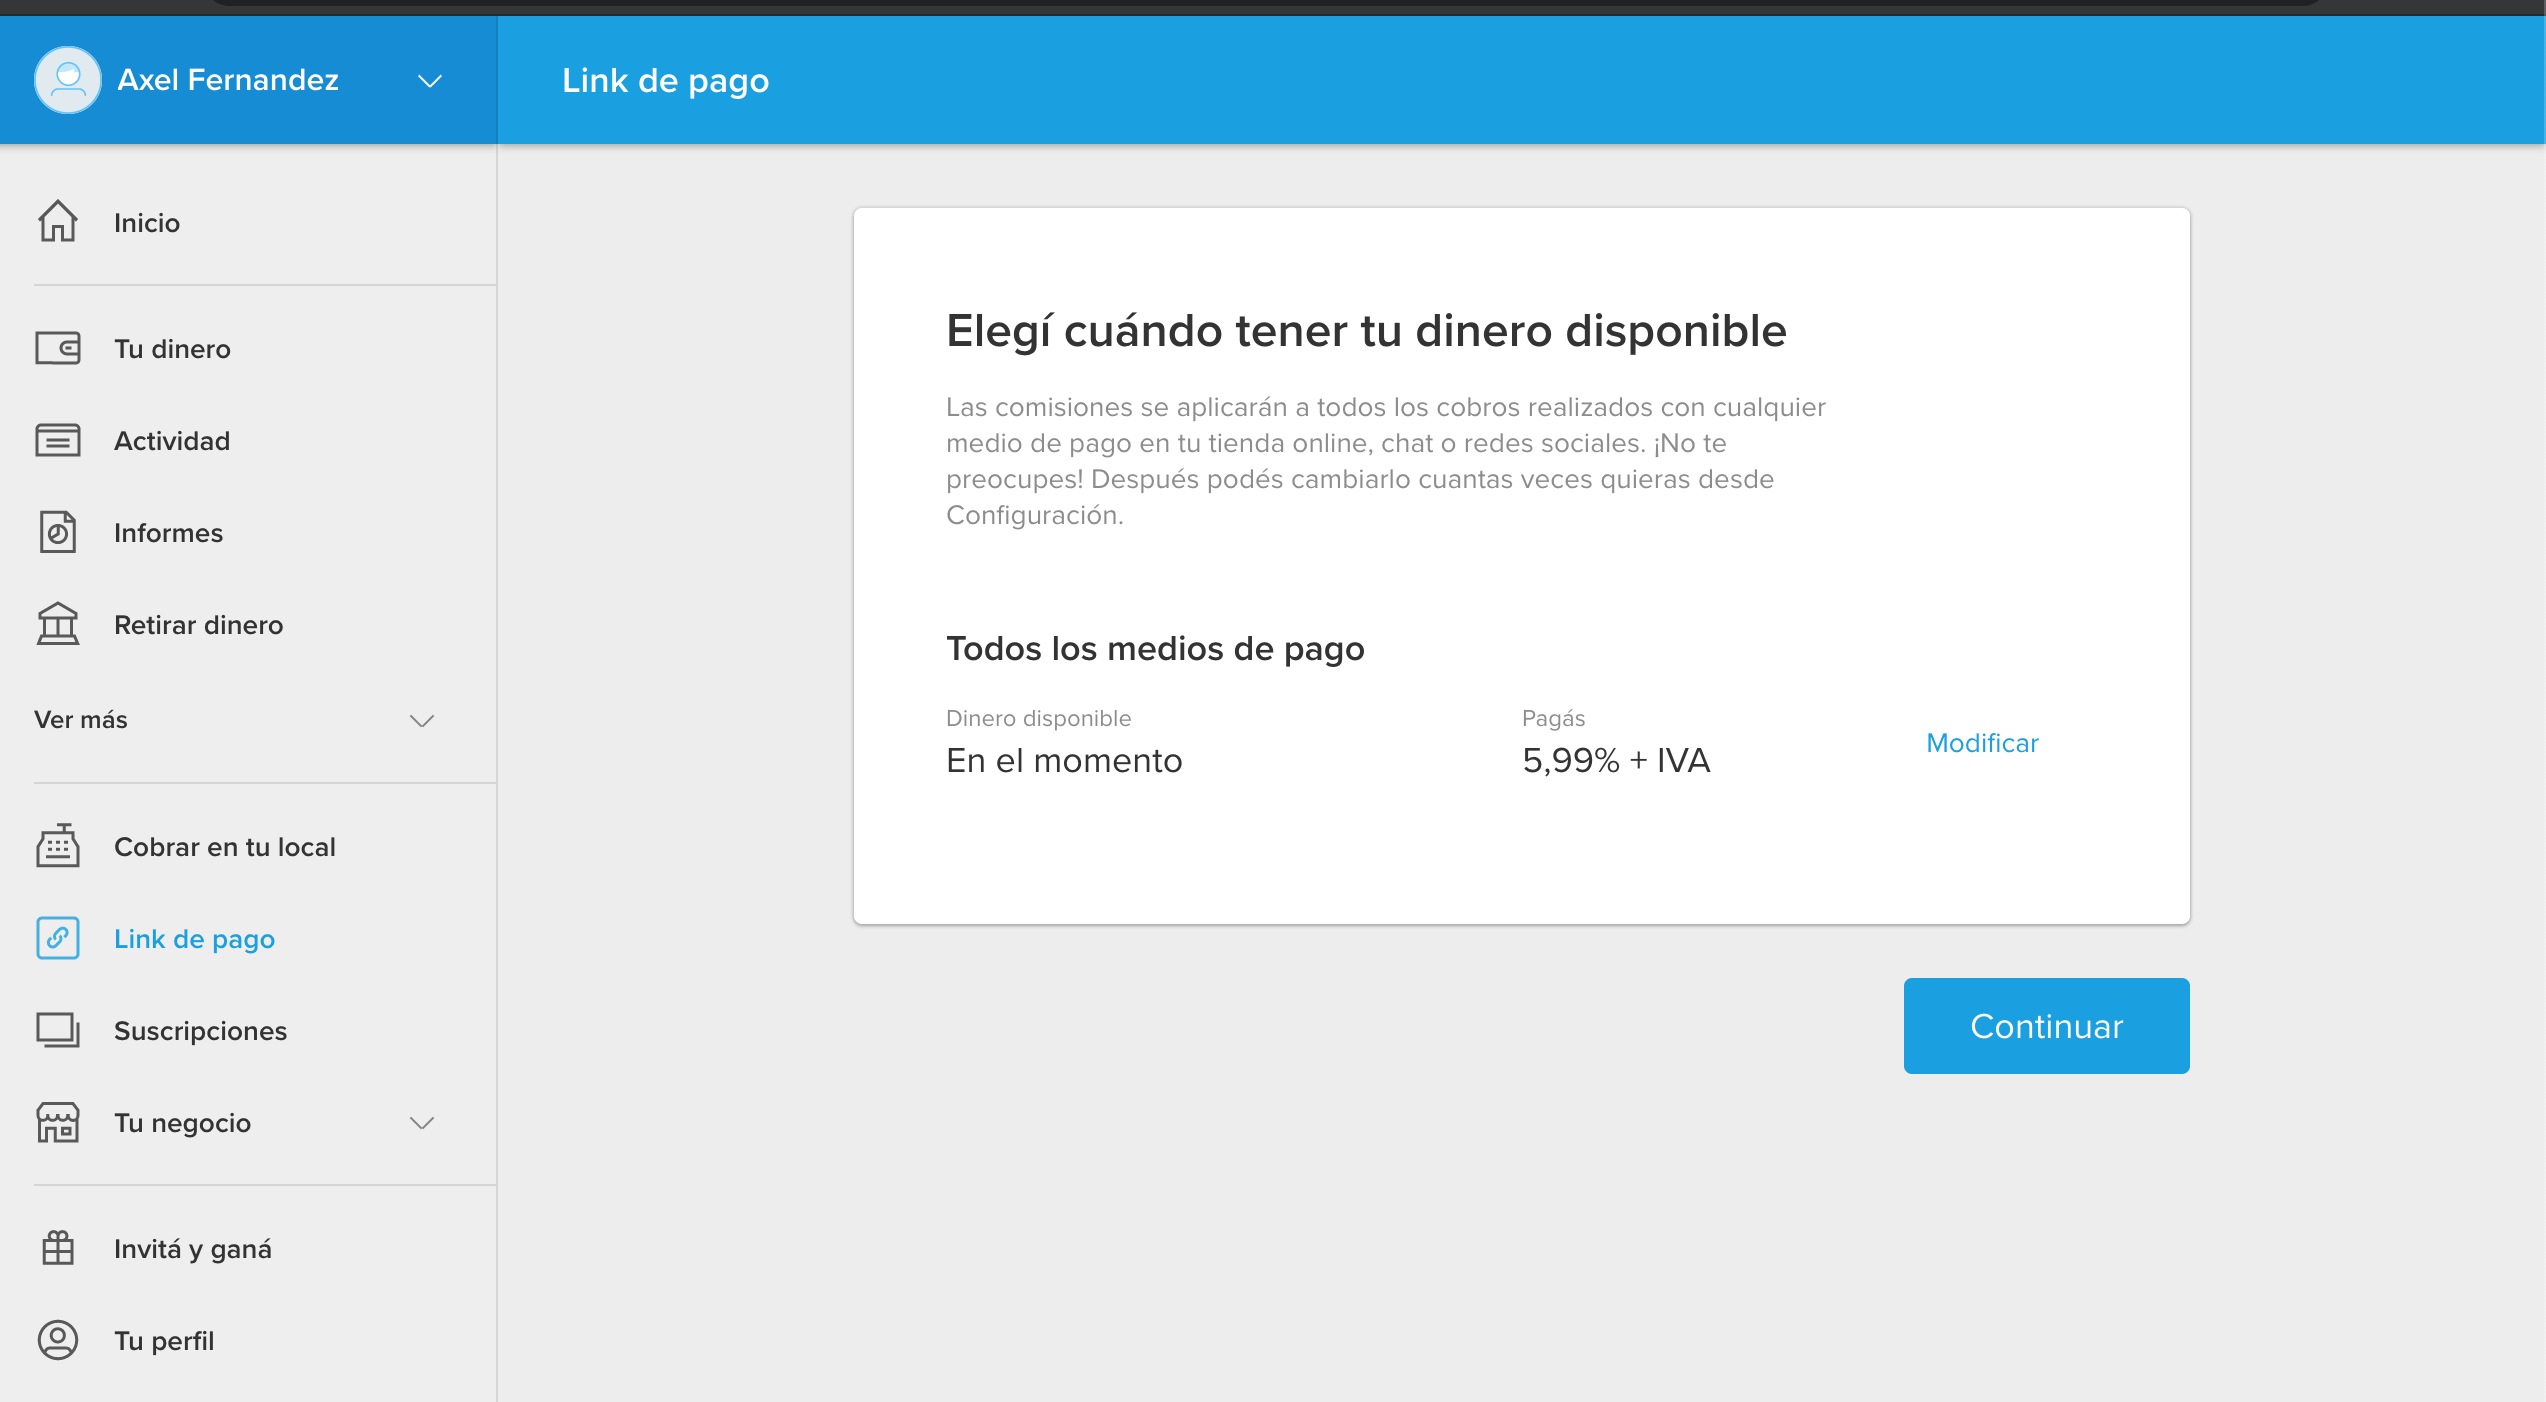 Axel Fernandez
Link de pago
Inicio
Tu dinero
Actividad
Informes
Retirar dinero
Ver más
Cobrar en tu local
Link de pago
Suscripciones
Tu negocio
Invitá y ganá
Tu perfil
Elegí cuándo tener tu dinero disponible
Las comisiones se aplicarán a todos los cobros realizados con cualquier
medio de pago en tu tienda online, chat o redes sociales. ¡No te
preocupes! Después podés cambiarlo cuantas veces quieras desde
Configuración.
Todos los medios de pago
Dinero disponible
En el momento
Pagás
5,99% + IVA
Modificar
Continuar